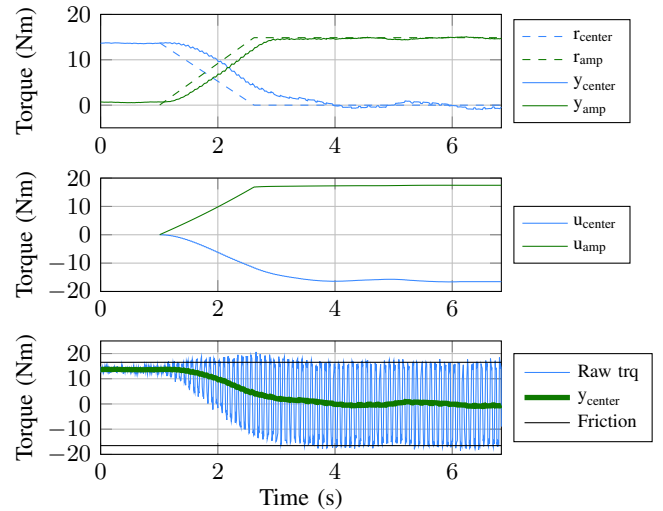 Torque (Nm)
10
0
0
2
4
6
r_center
r_amp
y_center
y_amp
Torque (Nm)
20
10
0
−10
−20
0
2
4
6
u_center
u_amp
Torque (Nm)
20
10
0
−10
−20
0
2
4
6
Time (s)
Raw trq
y_center
Friction